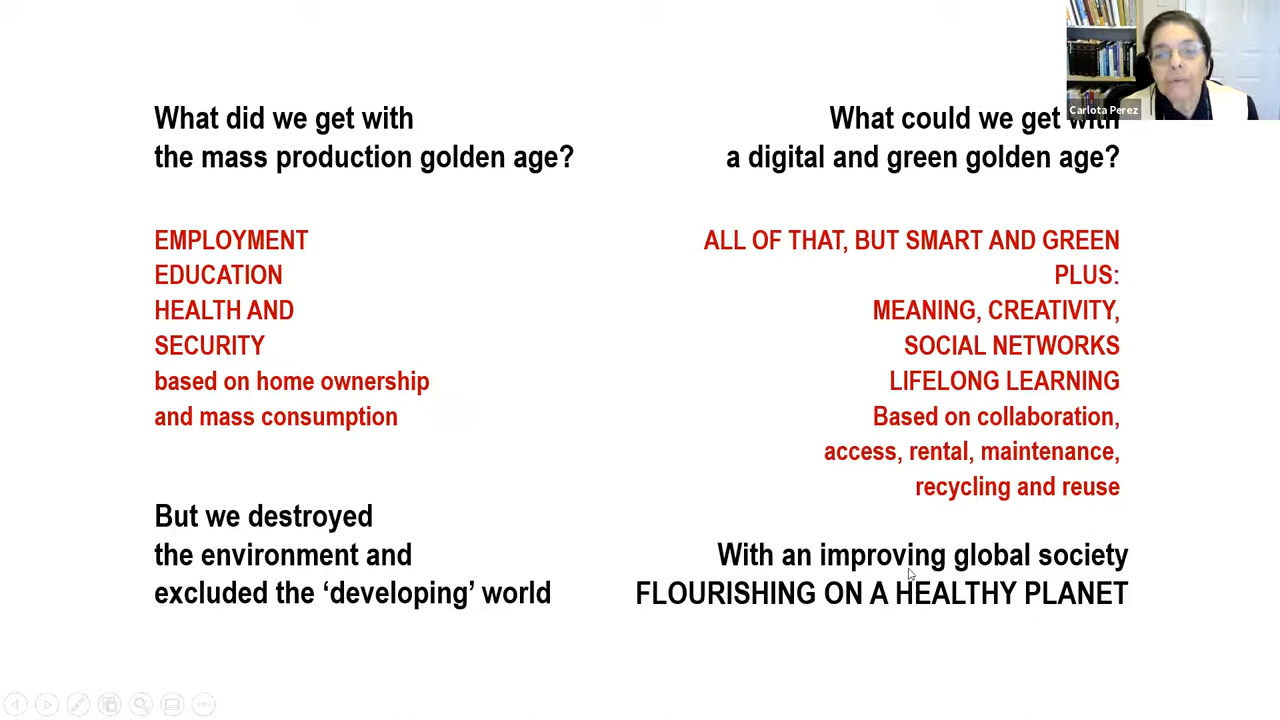 What did we get with
the mass production golden age?
EMPLOYMENT
EDUCATION
HEALTH AND
SECURITY
based on home ownership
and mass consumption
But we destroyed
the environment and
excluded the ‘developing’ world
What could we get with
a digital and green golden age?
ALL OF THAT, BUT SMART AND GREEN
PLUS:
MEANING, CREATIVITY,
SOCIAL NETWORKS
LIFELONG LEARNING
Based on collaboration,
access, rental, maintenance,
recycling and reuse
With an improving global society
FLOURISHING ON A HEALTHY PLANET
Carlota Perez